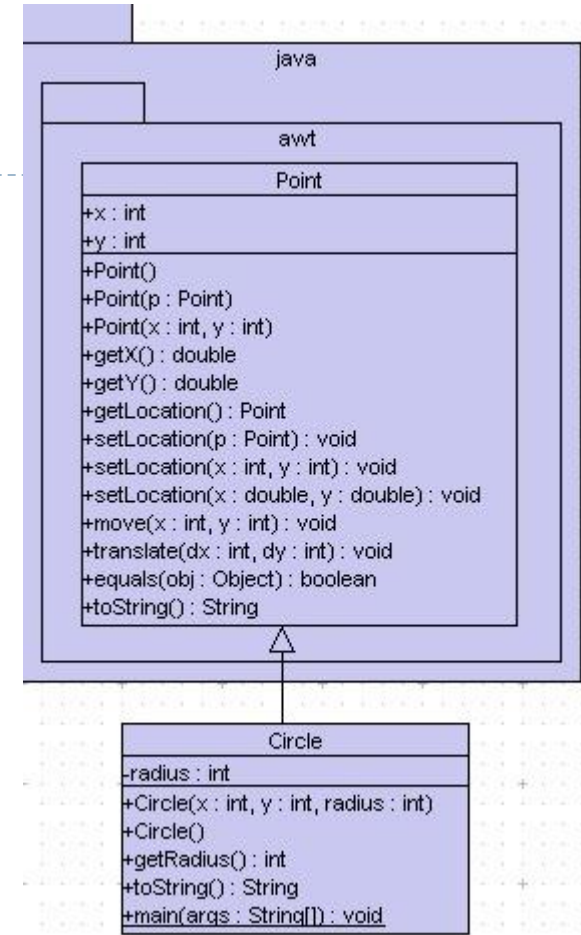 java
awt
Point
+x : int
+y : int
+Point()
+Point(p : Point)
+Point(x : int, y : int)
+getX() : double
+getY() : double
+getLocation() : Point
+setLocation(p : Point) : void
+setLocation(x : int, y : int) : void
+setLocation(x : double, y : double) : void
+move(x : int, y : int) : void
+translate(dx : int, dy : int) : void
+equals(obj : Object) : boolean
+toString() : String
Circle
-radius : int
+Circle(x : int, y : int, radius : int)
+Circle()
+getRadius() : int
+toString() : String
+main(args : String[]) : void